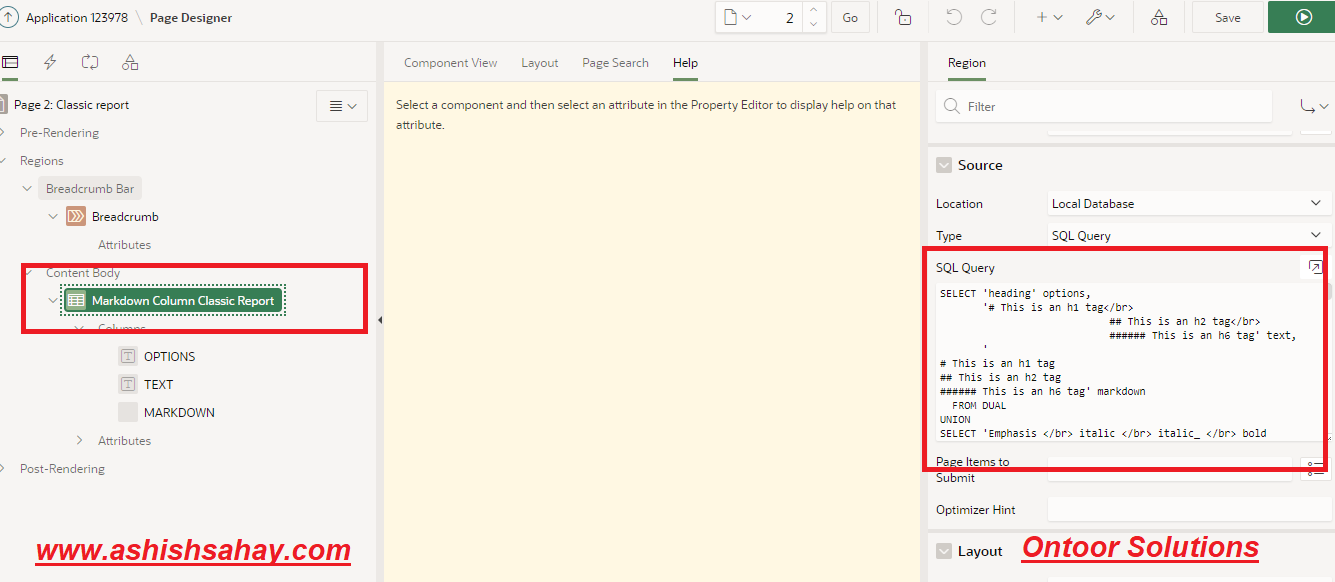 Application 123978 \ Page Designer
2
Go
Save
Page 2: Classic report
Pre-Rendering
Regions
Breadcrumb Bar
Breadcrumb
Attributes
Content Body
Markdown Column Classic Report
Columns
OPTIONS
TEXT
MARKDOWN
Attributes
Post-Rendering
www.ashishsahay.com
Component View Layout Page Search Help
Select a component and then select an attribute in the Property Editor to display help on that
attribute.
Region
Filter
Source
Location Local Database
Type SQL Query
SQL Query
SELECT 'heading' options,
'# This is an h1 tag</br>
## This is an h2 tag</br>
###### This is an h6 tag' text,
'
# This is an h1 tag
## This is an h2 tag
###### This is an h6 tag' markdown
FROM DUAL
UNION
SELECT 'Emphasis </br> italic </br> italic_ </br> bold
Page Items to
Submit
Optimizer Hint
Layout
Ontoor Solutions